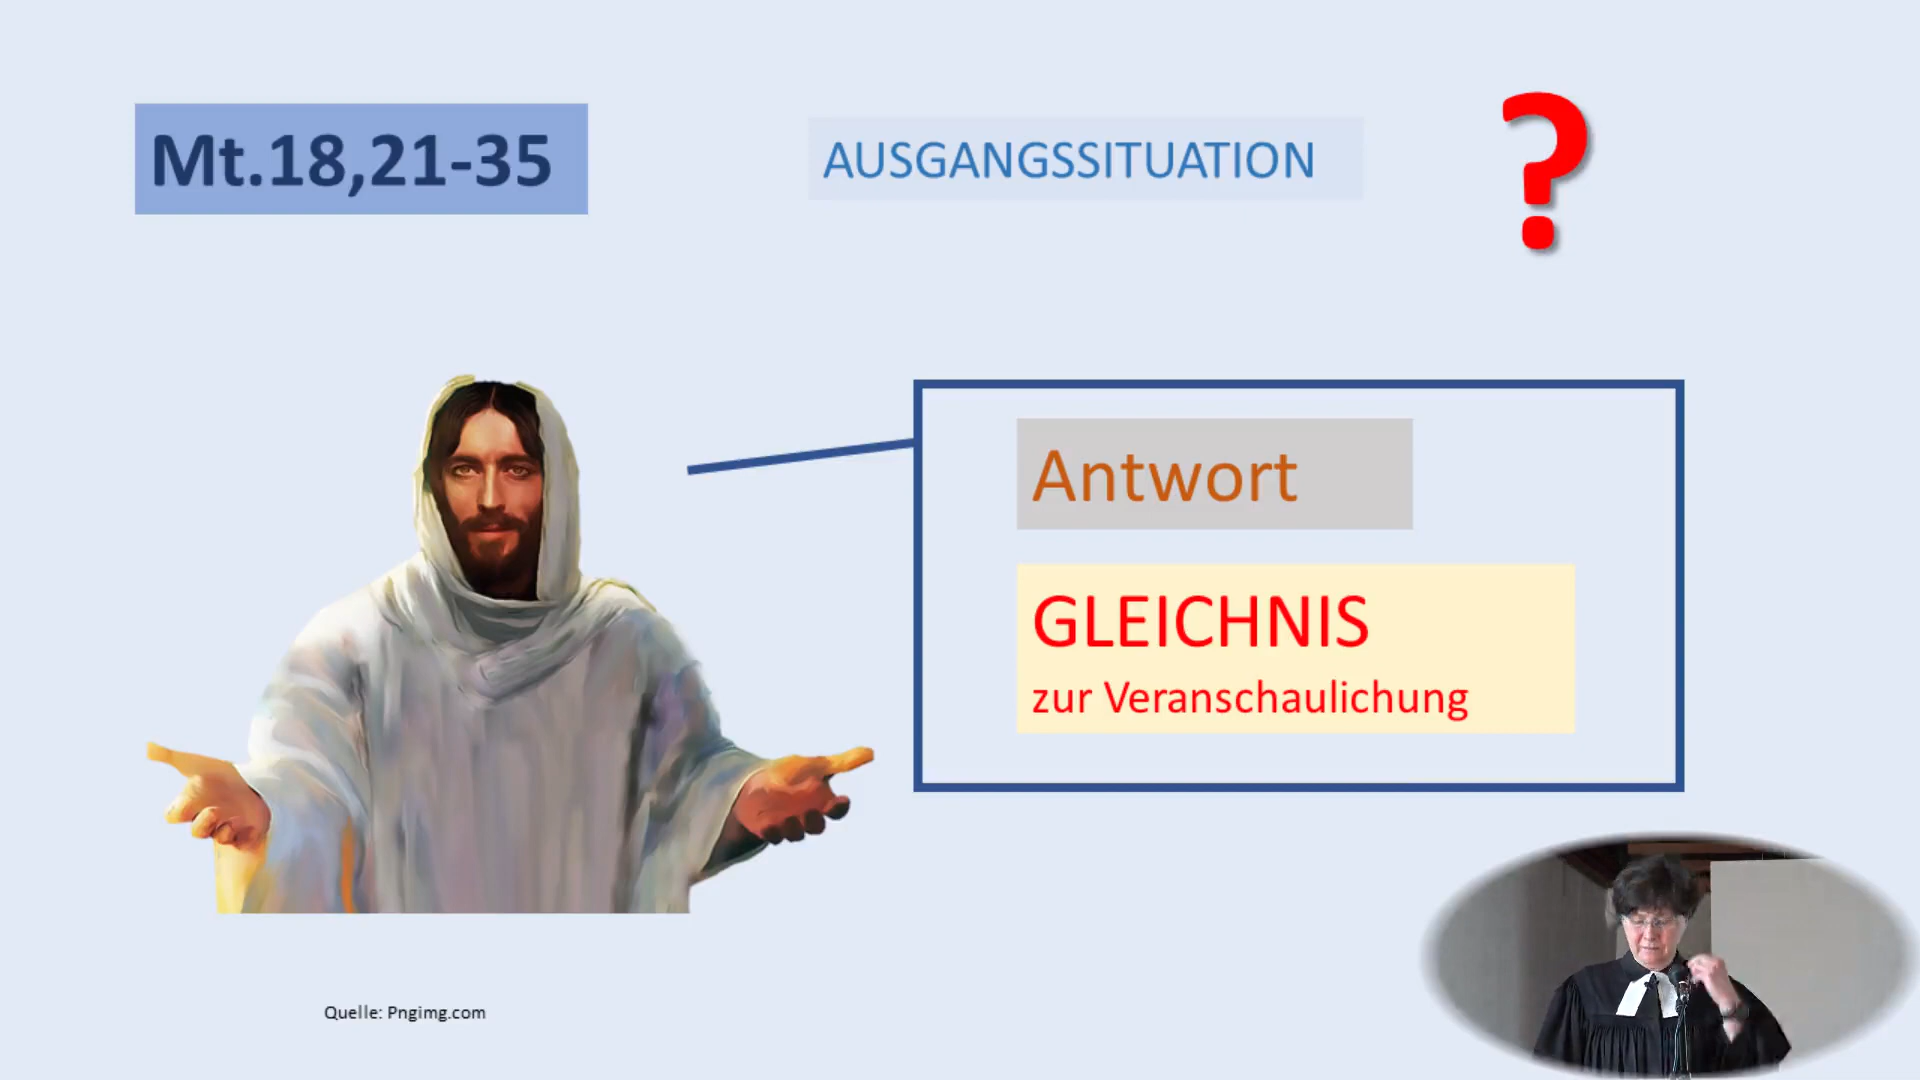 Mt.18,21-35
AUSGANGSSITUATION
?
Antwort
GLEICHNIS
zur Veranschaulichung
Quelle: Pngimg.com